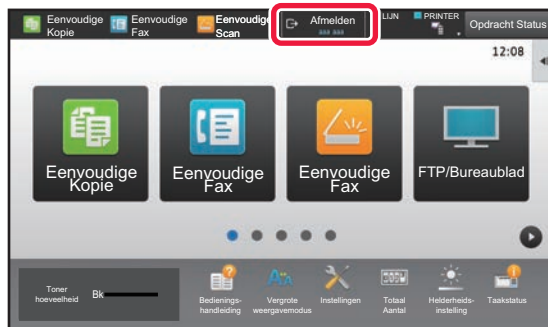 Eenvoudige
Kopie
Eenvoudige
Fax
Eenvoudige
Scan
Afmelden
LIJN
PRINTER
Opdracht Status
12:08
Eenvoudige
Kopie
Eenvoudige
Fax
Eenvoudige
Fax
FTP/Bureaublad
Toner
hoeveelheid
Bk
Bedienings-
handleiding
Vergrote
weergavemodus
Instellingen
Totaal
Aantal
Helderheids-
instelling
Taakstatus